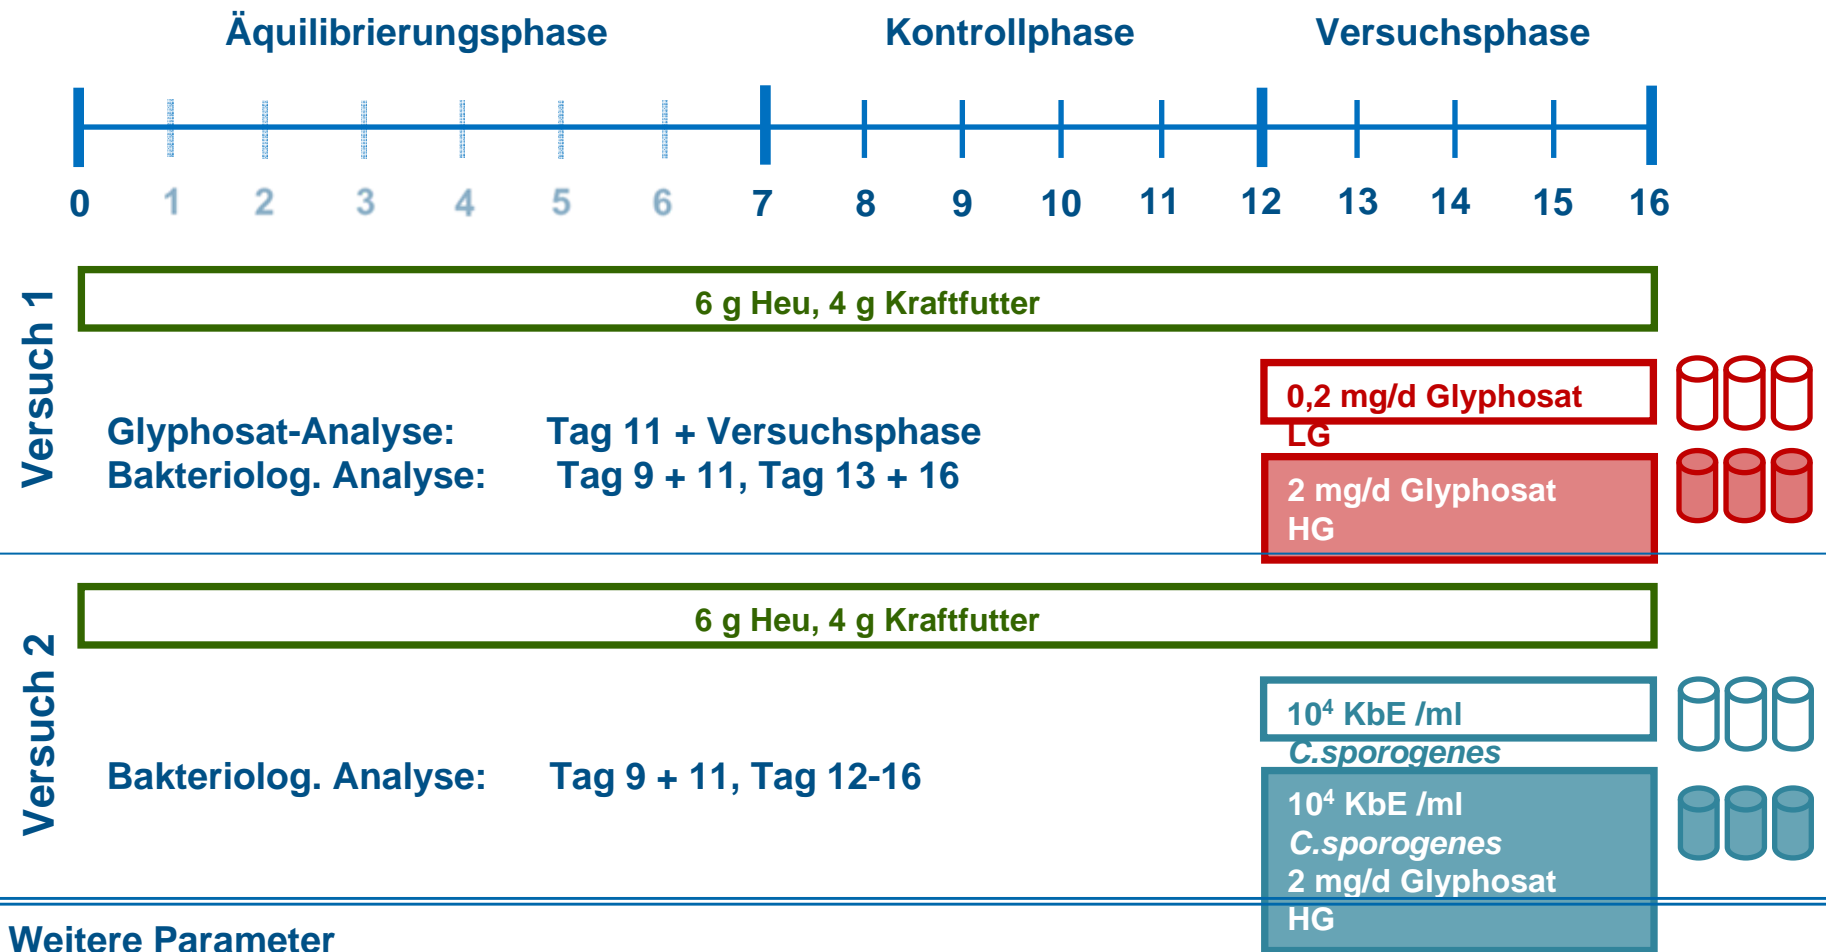 Äquilibrierungsphase Kontrollphase Versuchsphase
0 1 2 3 4 5 6 7 8 9 10 11 12 13 14 15 16
Versuch 1
6 g Heu, 4 g Kraftfutter
0,2 mg/d Glyphosat
LG
Glyphosat-Analyse: Tag 11 + Versuchsphase
Bakteriolog. Analyse: Tag 9 + 11, Tag 13 + 16
2 mg/d Glyphosat
HG
Versuch 2
6 g Heu, 4 g Kraftfutter
10⁴ KbE /ml
C.sporogenes
Bakteriolog. Analyse: Tag 9 + 11, Tag 12-16
10⁴ KbE /ml
C.sporogenes
2 mg/d Glyphosat
HG
Weitere Parameter